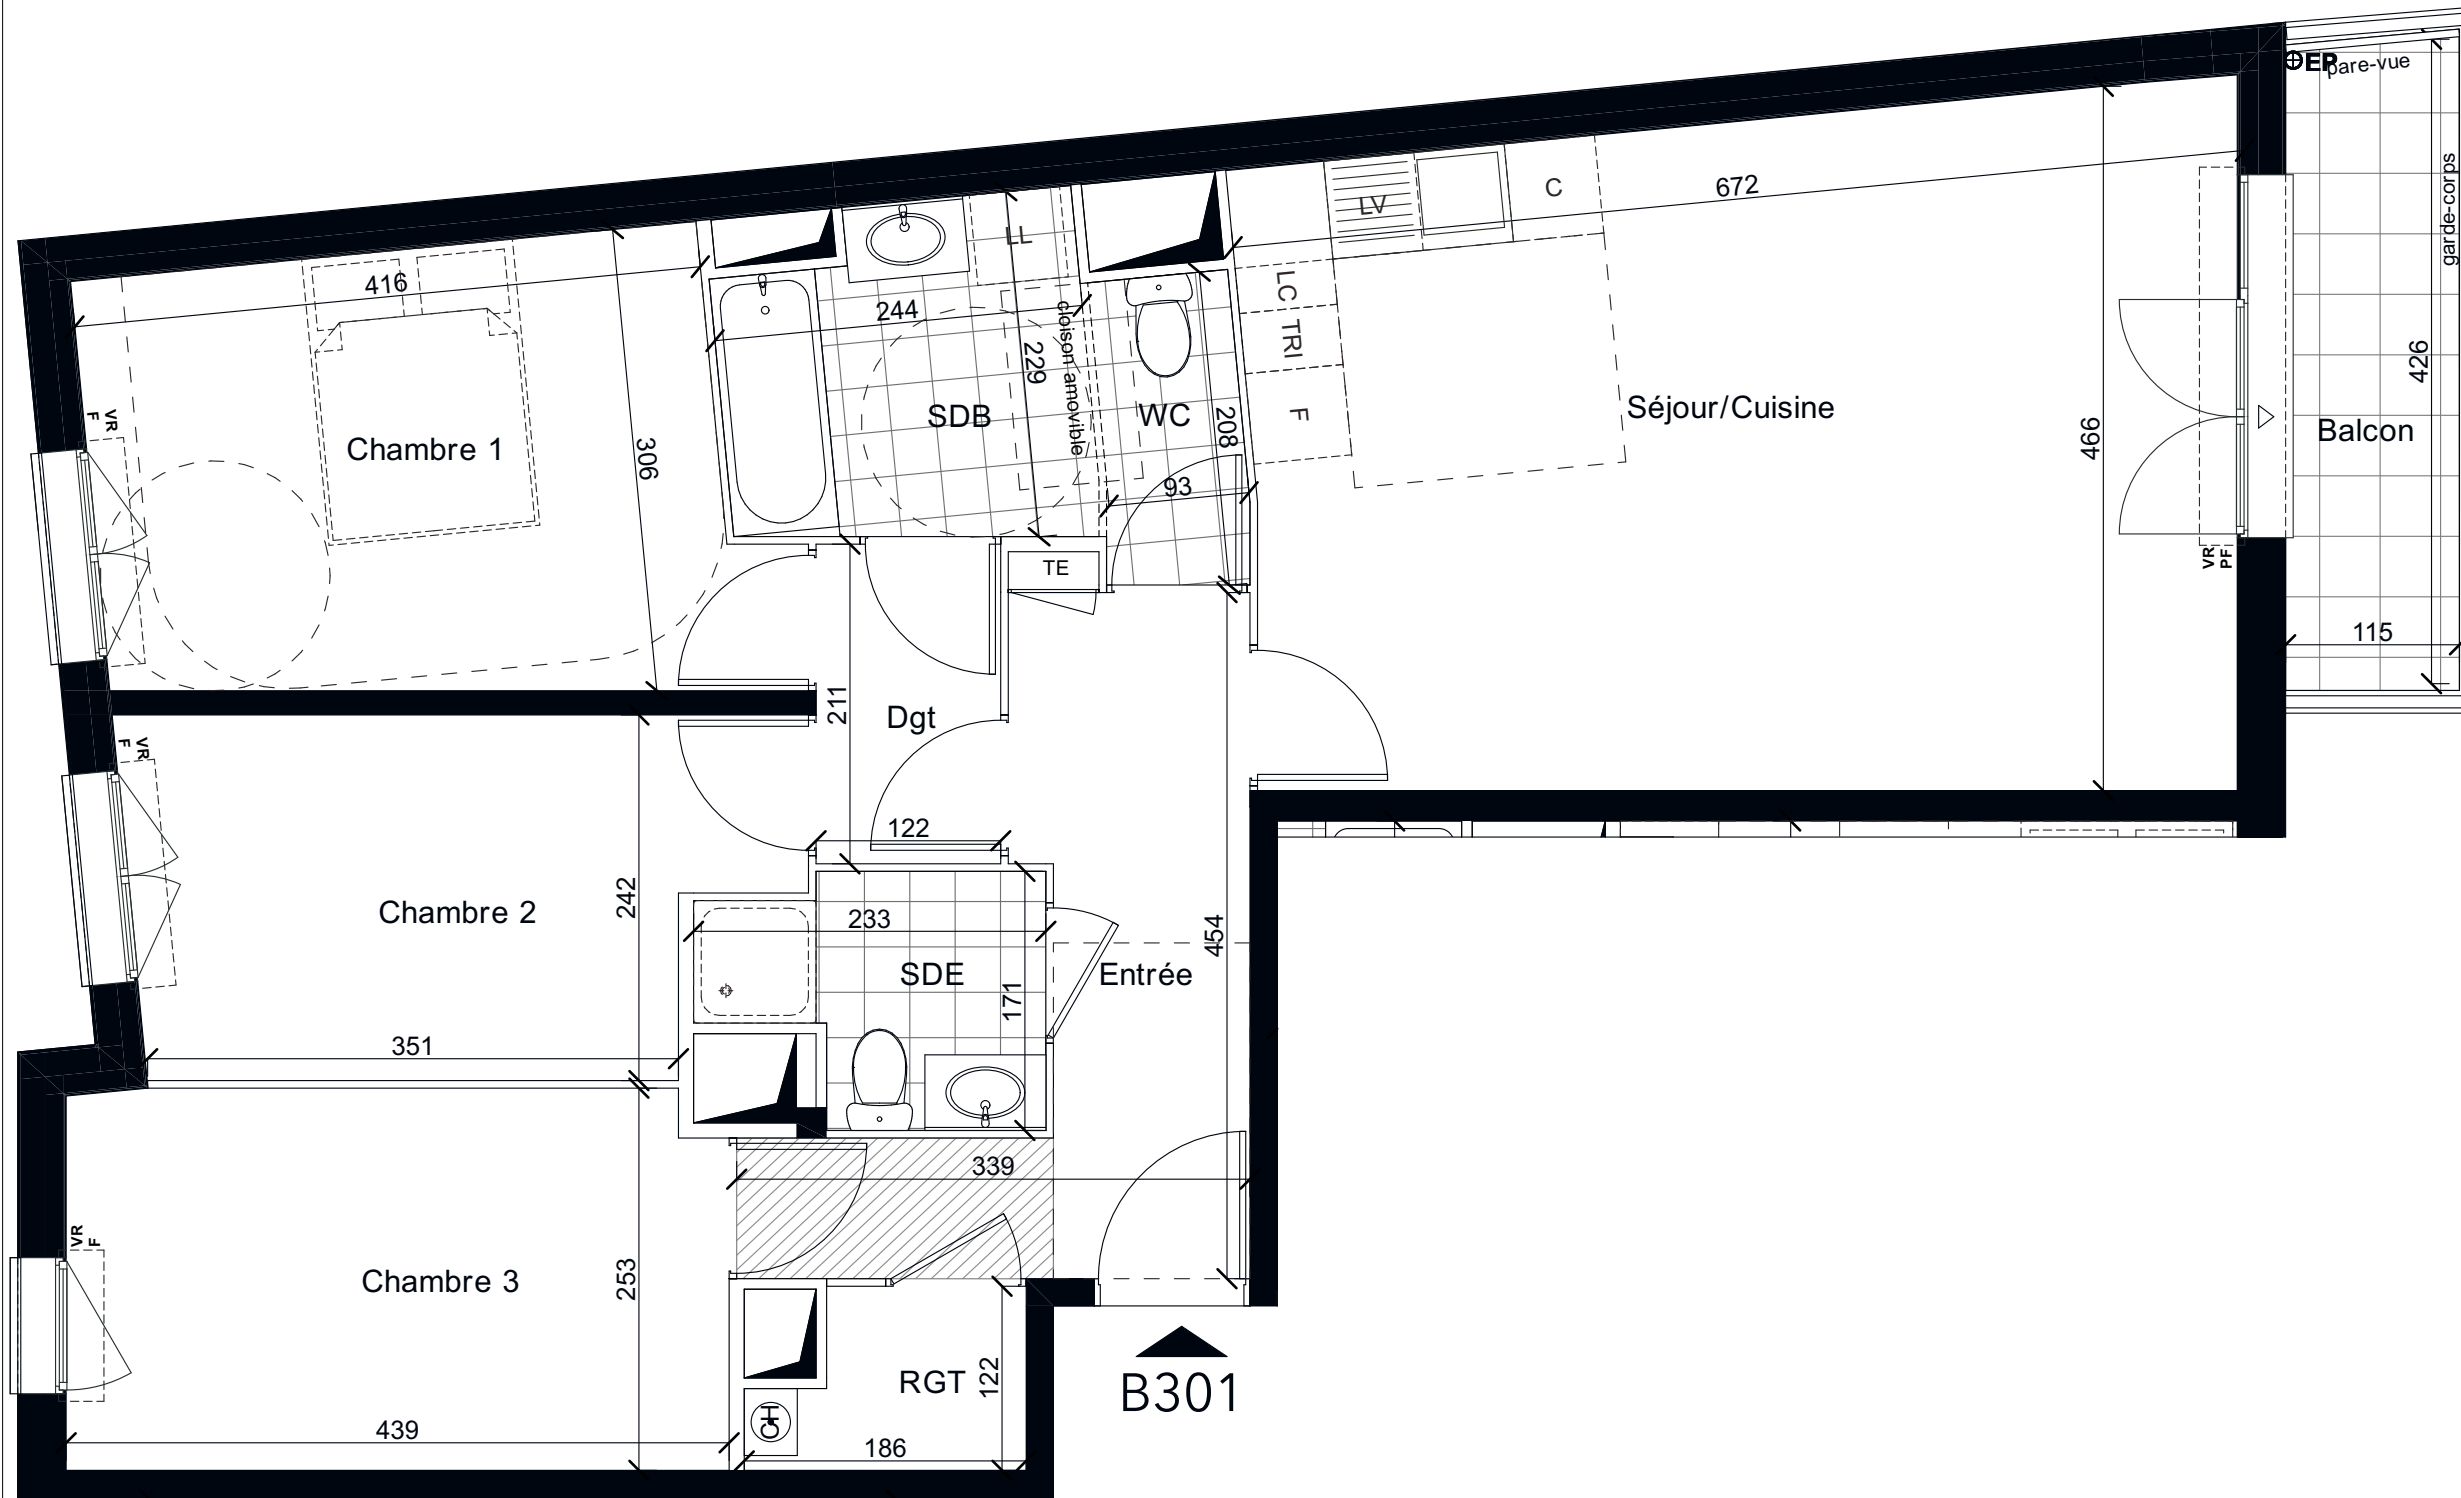 EP
pare-vue
garde-corps
672
C
LV
LL
416
244
LC
TRI
F
cloison amovible
229
426
Séjour/Cuisine
SDB
WC
208
VR
F
Chambre 1
306
466
Balcon
93
VR
PF
TE
115
211
Dgt
VR
F
122
Chambre 2
242
233
454
SDE
Entrée
171
351
339
VR
F
Chambre 3
253
RGT
122
B301
CH
439
186